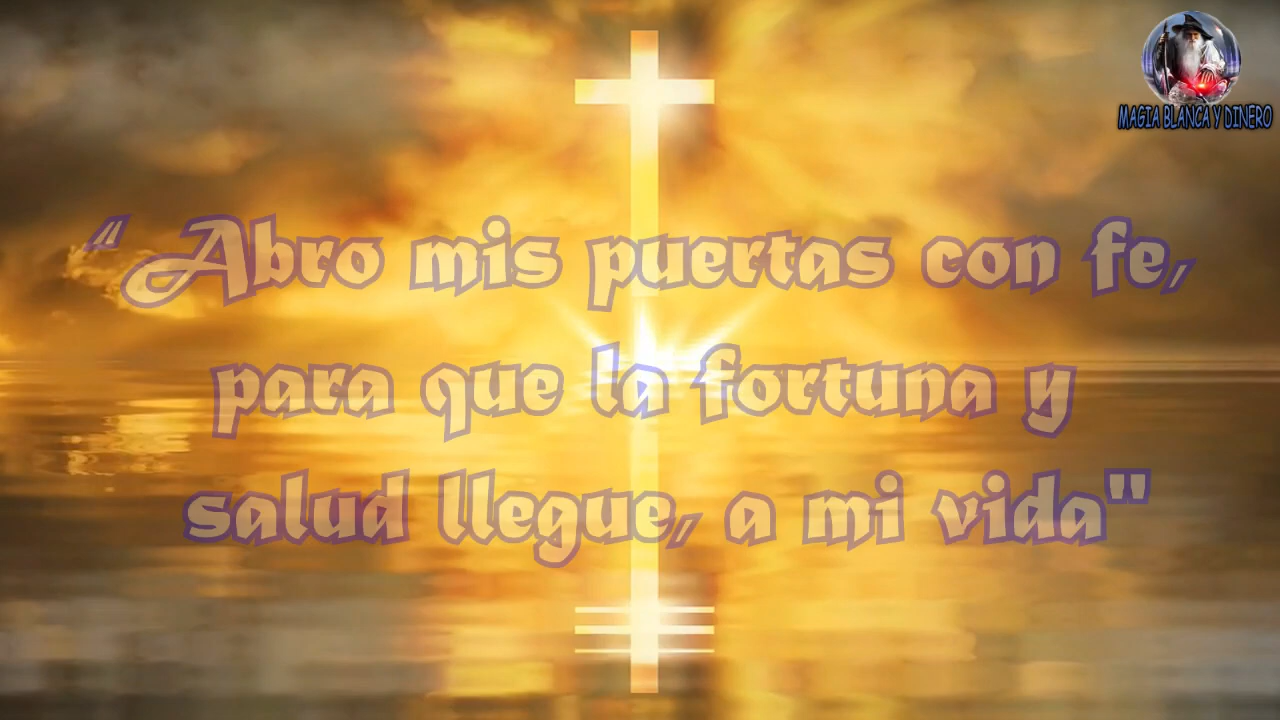 MAGIA BLANCA Y DINERO
“Abro mis puertas con fe,
para que la fortuna y
salud llegue, a mi vida"